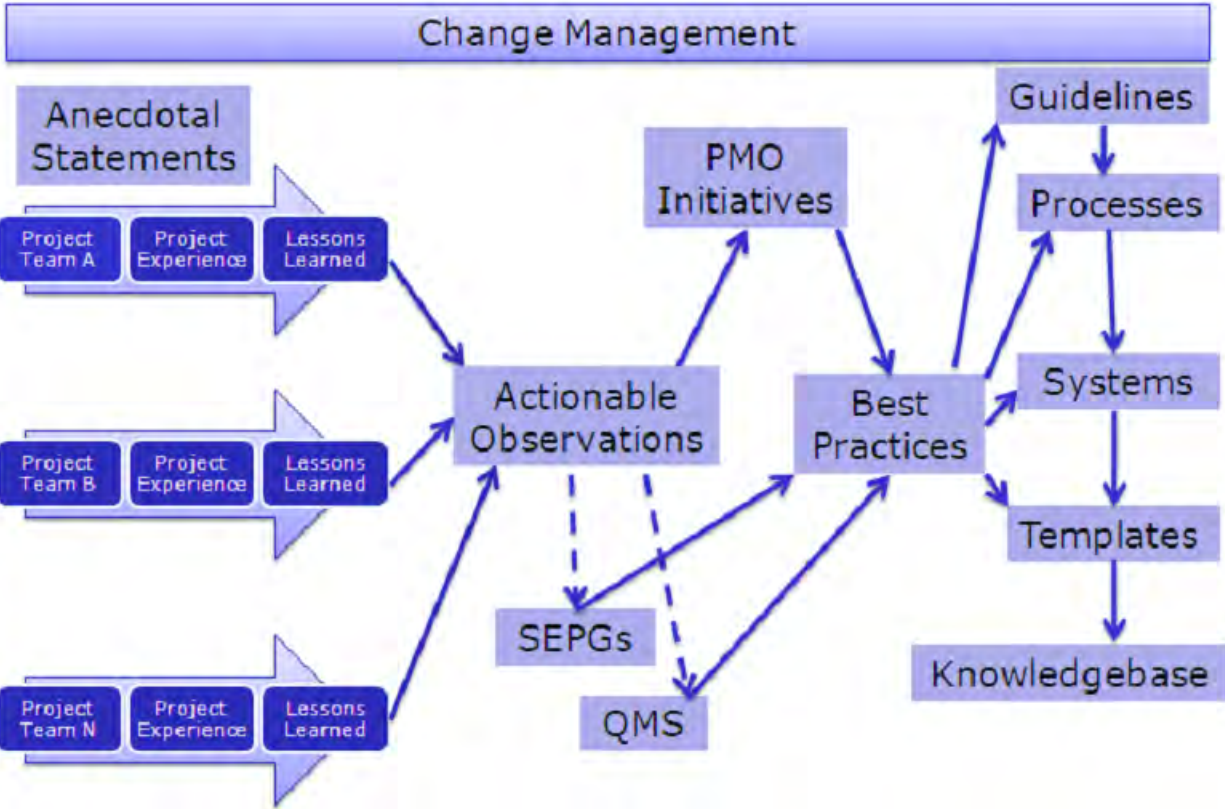 Change Management
Anecdotal
Statements
Project
Team A
Project
Experience
Lessons
Learned
Project
Team B
Project
Experience
Lessons
Learned
Project
Team N
Project
Experience
Lessons
Learned
Actionable
Observations
PMO
Initiatives
SEPGs
QMS
Best
Practices
Guidelines
Processes
Systems
Templates
Knowledgebase